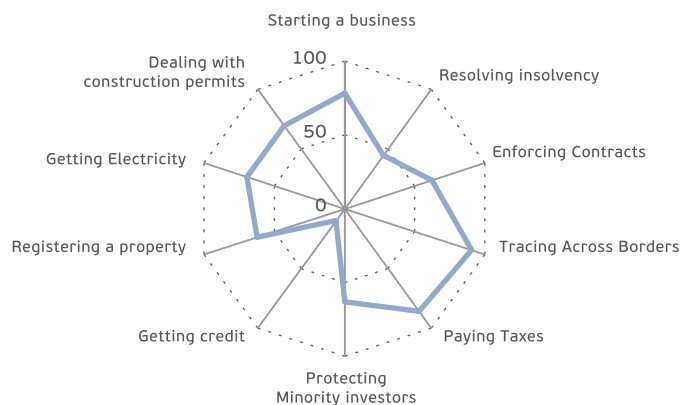 Starting a business
Dealing with
construction permits
100
Resolving insolvency
50
Getting Electricity
Enforcing Contracts
0
Registering a property
Tracing Across Borders
Getting credit
Paying Taxes
Protecting
Minority investors